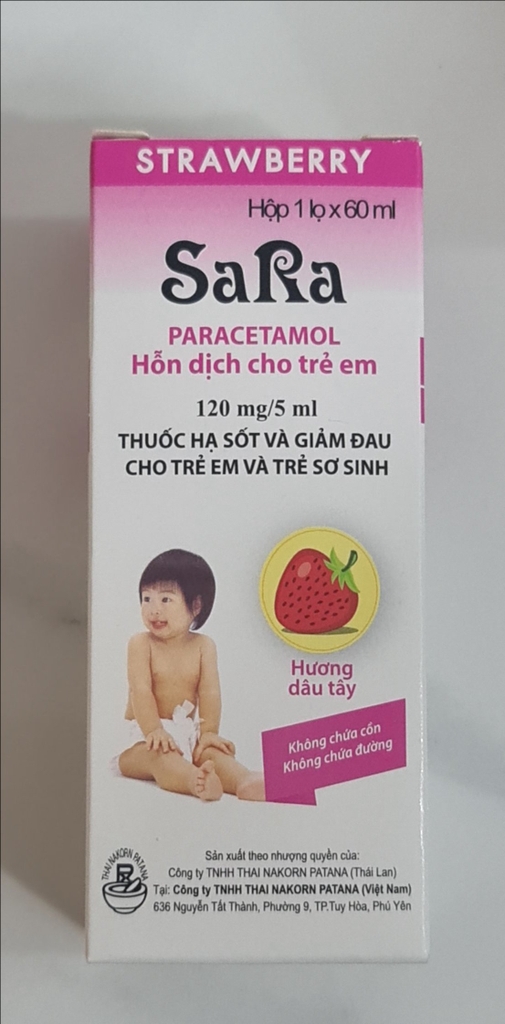 STRAWBERRY
Hộp 1 lọ x 60 ml
SaRa
PARACETAMOL
Hỗn dịch cho trẻ em
120 mg/5 ml
THUỐC HẠ SỐT VÀ GIẢM ĐAU
CHO TRẺ EM VÀ TRẺ SƠ SINH
Hương
dâu tây
Không chứa cồn
Không chứa đường
THAI NAKORN PATANA
Sản xuất theo nhượng quyền của:
Công ty TNHH THAI NAKORN PATANA (Thái Lan)
Tại: Công ty TNHH THAI NAKORN PATANA (Việt Nam)
636 Nguyễn Tất Thành, Phường 9, TP.Tuy Hòa, Phú Yên